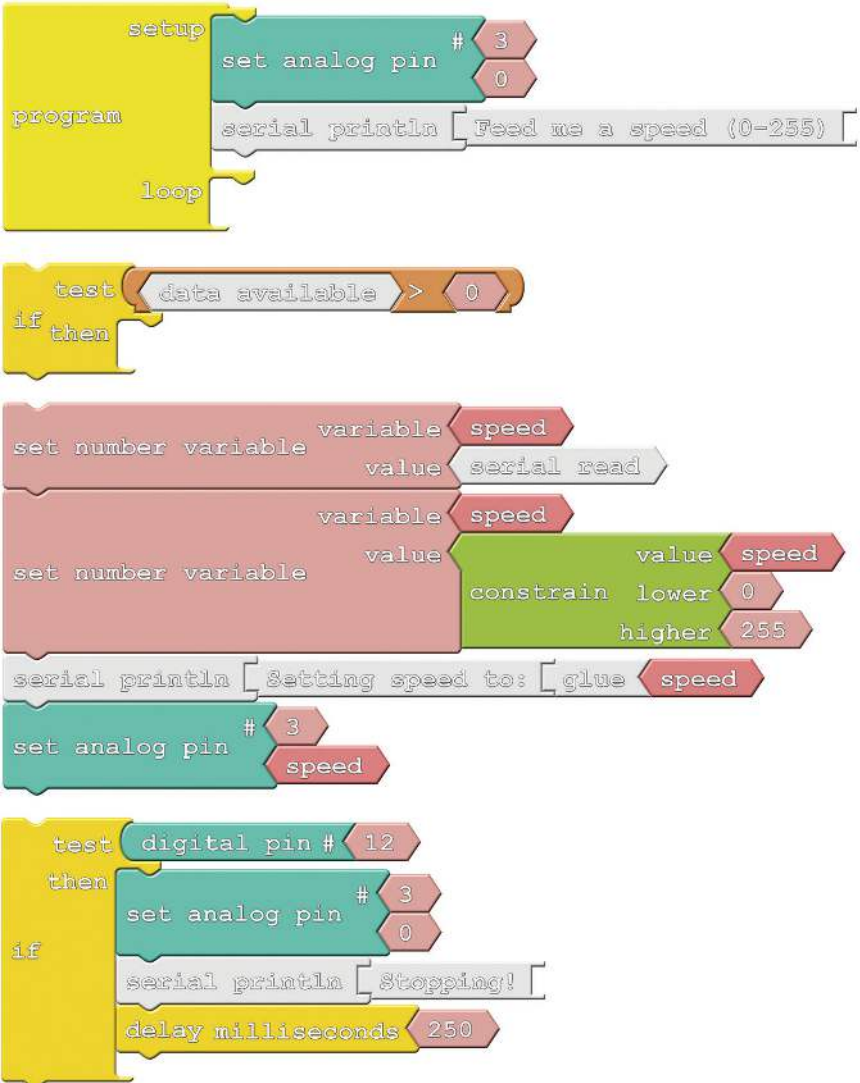 setup
set analog pin # 3
0
program
serial println Feed me a speed (0-255)
loop
test data available > 0
if then
set number variable variable speed
value serial read
set number variable variable speed
value value speed
constrain lower 0
higher 255
serial println Setting speed to: glue speed
set analog pin # 3
speed
test digital pin # 12
then
set analog pin # 3
0
if
serial println Stopping!
delay milliseconds 250